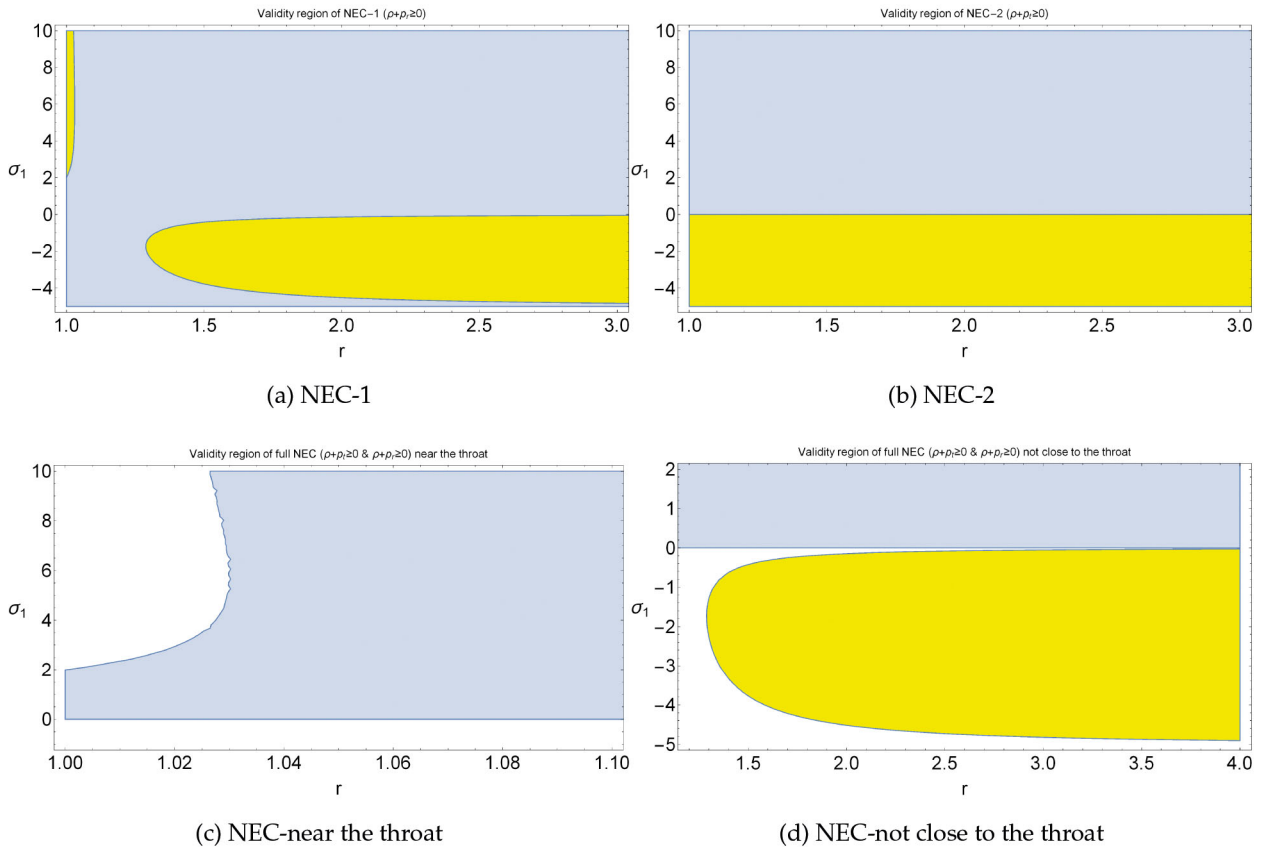 Validity region of NEC−1 (ρ+pᵣ≥0)
10
8
6
4
2
0
−2
−4
σ₁
1.0 1.5 2.0 2.5 3.0
r
(a) NEC-1
Validity region of NEC−2 (ρ+pₜ≥0)
10
8
6
4
2
0
−2
−4
σ₁
1.0 1.5 2.0 2.5 3.0
r
(b) NEC-2
Validity region of full NEC (ρ+pₜ≥0 & ρ+pᵣ≥0) near the throat
10
8
6
4
2
0
σ₁
1.00 1.02 1.04 1.06 1.08 1.10
r
(c) NEC-near the throat
Validity region of full NEC (ρ+pₜ≥0 & ρ+pᵣ≥0) not close to the throat
2
1
0
−1
−2
−3
−4
−5
σ₁
1.5 2.0 2.5 3.0 3.5 4.0
r
(d) NEC-not close to the throat